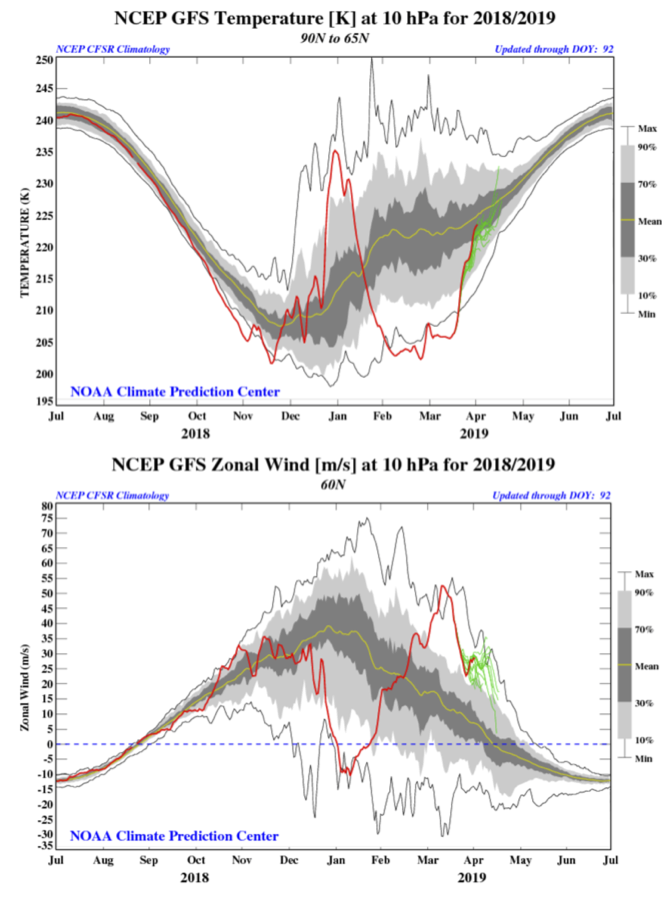 NCEP GFS Temperature [K] at 10 hPa for 2018/2019
90N to 65N
NCEP CFSR Climatology
Updated through DOY: 92
250
245
240
235
230
225
220
215
210
205
200
195
TEMPERATURE (K)
NOAA Climate Prediction Center
Max
90%
70%
Mean
30%
10%
Min
Jul Aug Sep Oct Nov Dec Jan Feb Mar Apr May Jun Jul
2018 2019
NCEP GFS Zonal Wind [m/s] at 10 hPa for 2018/2019
60N
NCEP CFSR Climatology
Updated through DOY: 92
80
75
70
65
60
55
50
45
40
35
30
25
20
15
10
5
0
-5
-10
-15
-20
-25
-30
-35
Zonal Wind (m/s)
NOAA Climate Prediction Center
Max
90%
70%
Mean
30%
10%
Min
Jul Aug Sep Oct Nov Dec Jan Feb Mar Apr May Jun Jul
2018 2019